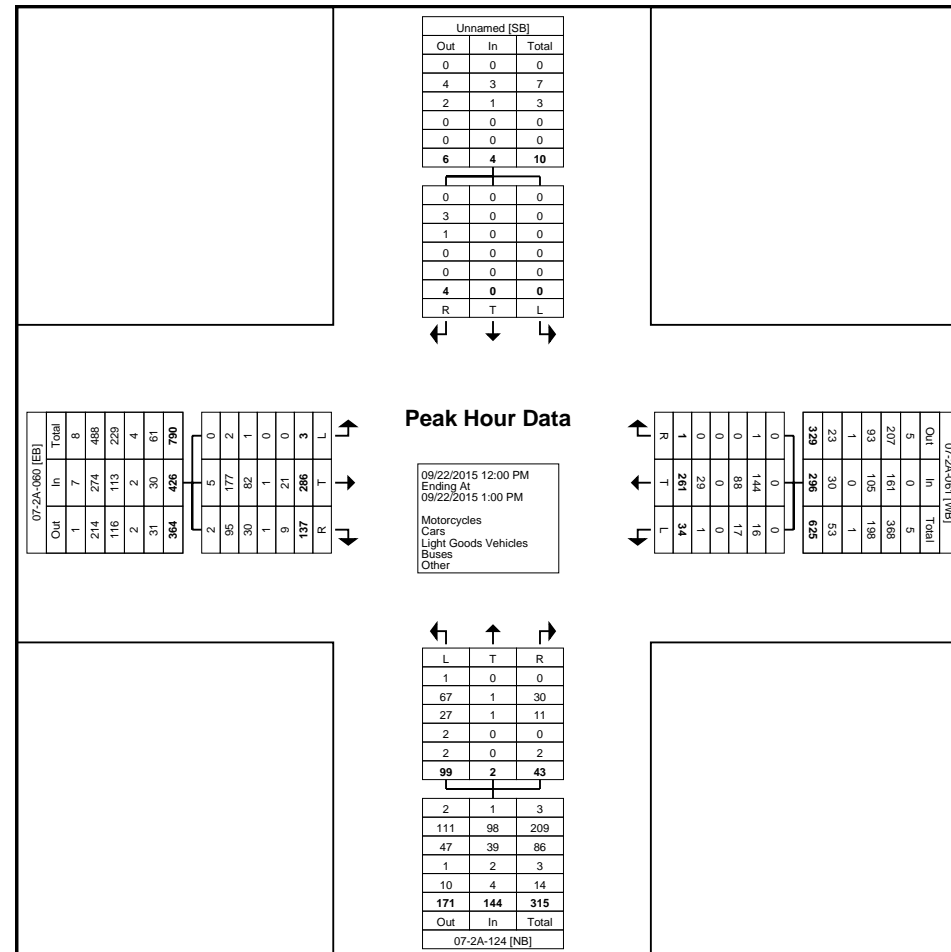 Unnamed [SB]
Out In Total
0 0 0
4 3 7
2 1 3
0 0 0
0 0 0
6 4 10
0 0 0
3 0 0
1 0 0
0 0 0
0 0 0
4 0 0
R T L
07-2A-060 [EB]
Out In Total
1 7 8
214 274 488
116 113 229
2 2 4
31 30 61
364 426 790
2 5 0
95 177 2
30 82 1
1 1 0
9 21 0
137 286 3
R T L
Peak Hour Data
09/22/2015 12:00 PM
Ending At
09/22/2015 1:00 PM
Motorcycles
Cars
Light Goods Vehicles
Buses
Other
07-2A-061 [WB]
Out In Total
5 0 5
207 161 368
93 105 198
1 0 1
23 30 53
329 296 625
0 0 0
1 144 16
0 88 17
0 0 0
0 29 1
1 261 34
R T L
L T R
1 0 0
67 1 30
27 1 11
2 0 0
2 0 2
99 2 43
2 1 3
111 98 209
47 39 86
1 2 3
10 4 14
171 144 315
Out In Total
07-2A-124 [NB]